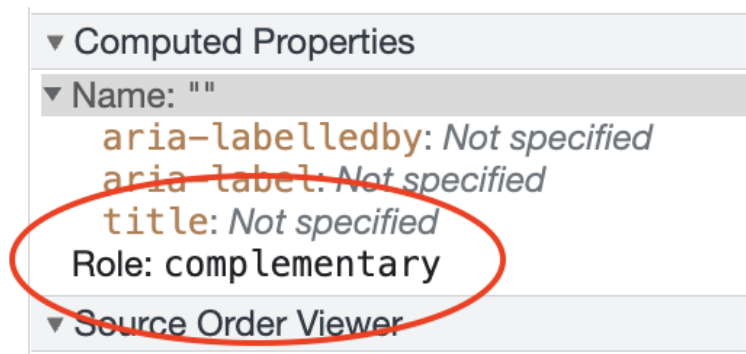 Computed Properties
Name: ""
aria-labelledby: Not specified
aria-label: Not specified
title: Not specified
Role: complementary
Source Order Viewer